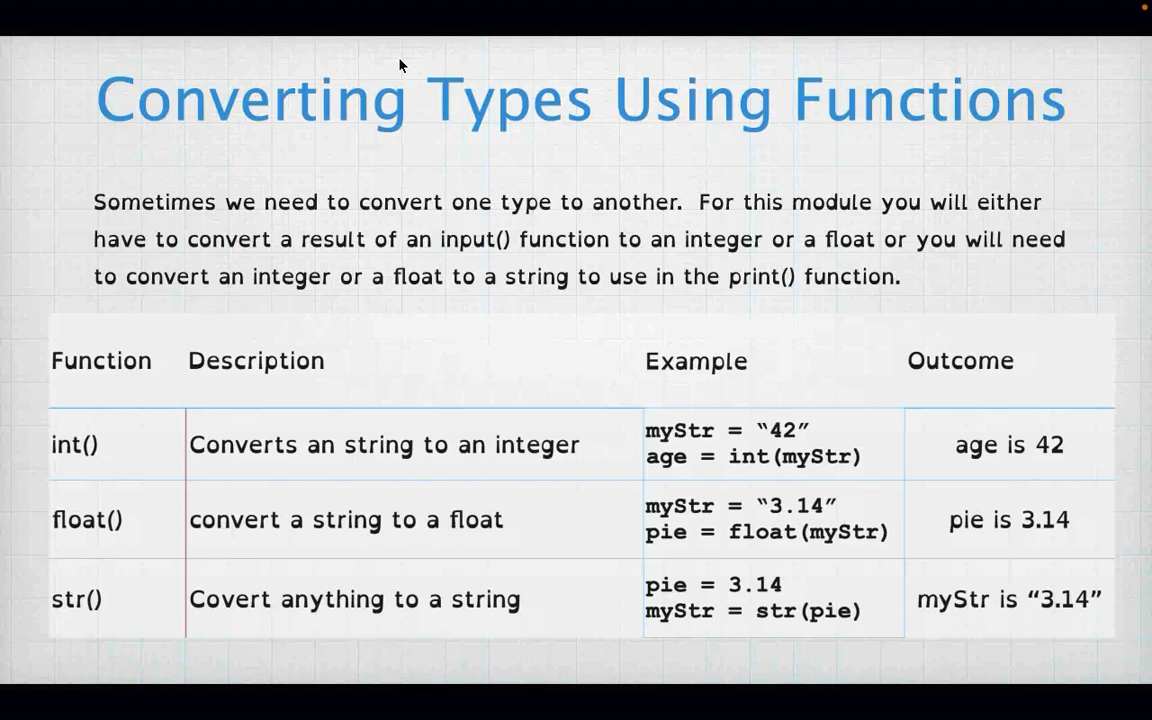 Converting Types Using Functions
Sometimes we need to convert one type to another.  For this module you will either
have to convert a result of an input() function to an integer or a float or you will need
to convert an integer or a float to a string to use in the print() function.
Function Description Example Outcome
int() Converts an string to an integer myStr = “42” age is 42
age = int(myStr)
float() convert a string to a float myStr = “3.14” pie is 3.14
pie = float(myStr)
str() Covert anything to a string pie = 3.14 myStr is “3.14”
myStr = str(pie)